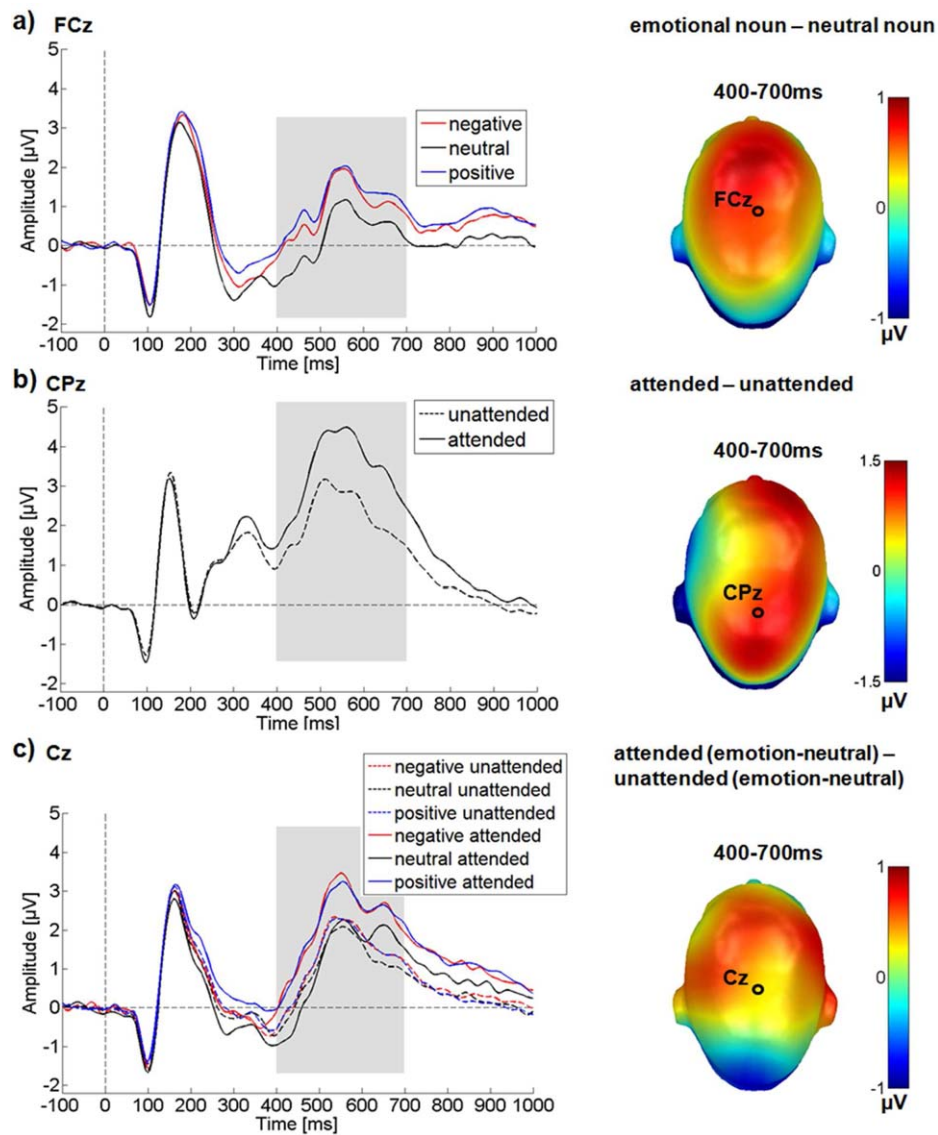 a) FCz
emotional noun – neutral noun
5
4
3
2
1
0
-1
-2
Amplitude [µV]
negative
neutral
positive
-100 0 100 200 300 400 500 600 700 800 900 1000
Time [ms]
400-700ms
FCz
1
0
-1
µV
b) CPz
attended – unattended
5
4
3
2
1
0
-1
-2
Amplitude [µV]
unattended
attended
-100 0 100 200 300 400 500 600 700 800 900 1000
Time [ms]
400-700ms
CPz
1.5
0
-1.5
µV
c) Cz
attended (emotion-neutral) –
unattended (emotion-neutral)
5
4
3
2
1
0
-1
-2
Amplitude [µV]
negative unattended
neutral unattended
positive unattended
negative attended
neutral attended
positive attended
-100 0 100 200 300 400 500 600 700 800 900 1000
Time [ms]
400-700ms
Cz
1
0
-1
µV